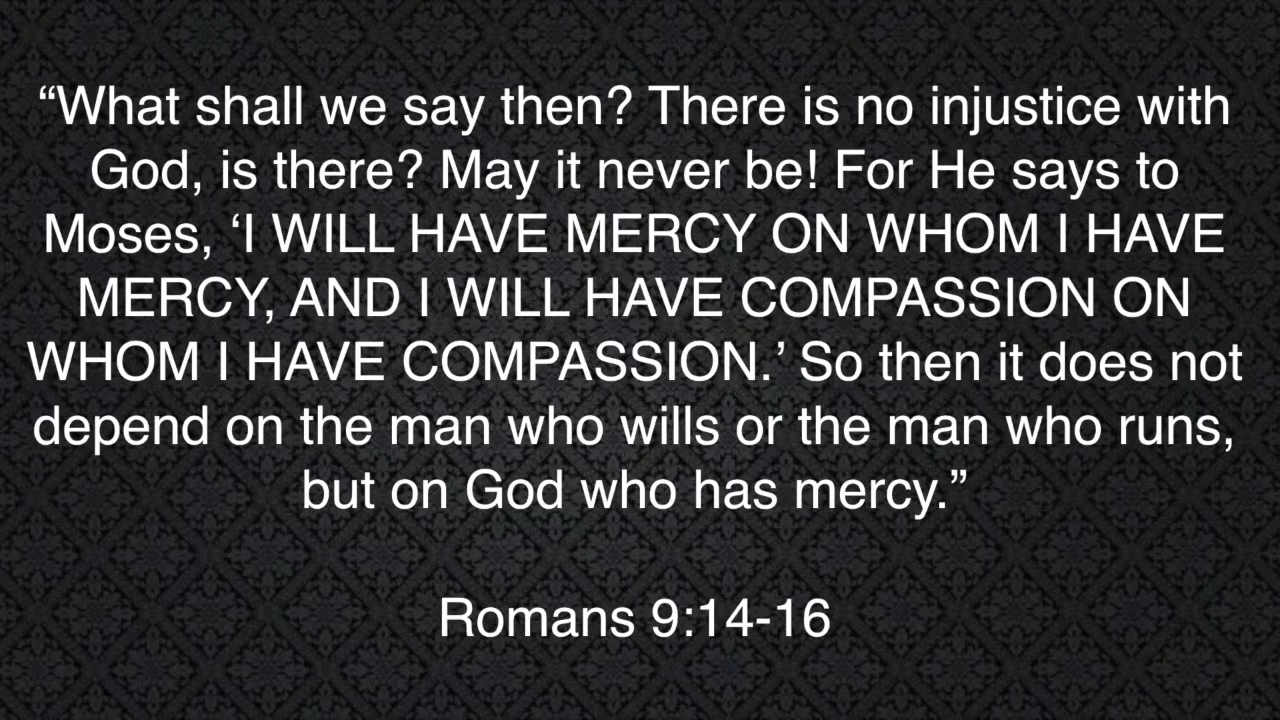 “What shall we say then? There is no injustice with
God, is there? May it never be! For He says to
Moses, ‘I WILL HAVE MERCY ON WHOM I HAVE
MERCY, AND I WILL HAVE COMPASSION ON
WHOM I HAVE COMPASSION.’ So then it does not
depend on the man who wills or the man who runs,
but on God who has mercy.”
Romans 9:14-16